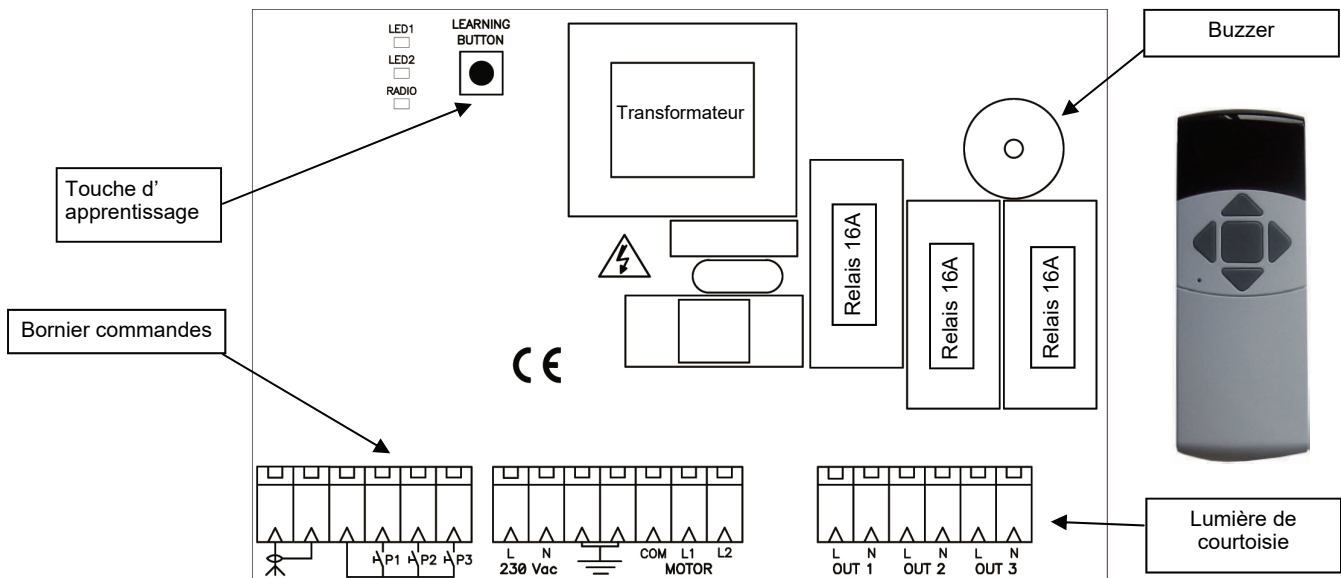 LED1
LED2
RADIO
LEARNING
BUTTON
Transformateur
Buzzer
Touche d’
apprentissage
Relais 16A
Relais 16A
Relais 16A
Bornier commandes
CE
Lumière de
courtoisie
P1 P2 P3
L N COM L1 L2
230 Vac MOTOR
L N L N L N
OUT 1 OUT 2 OUT 3